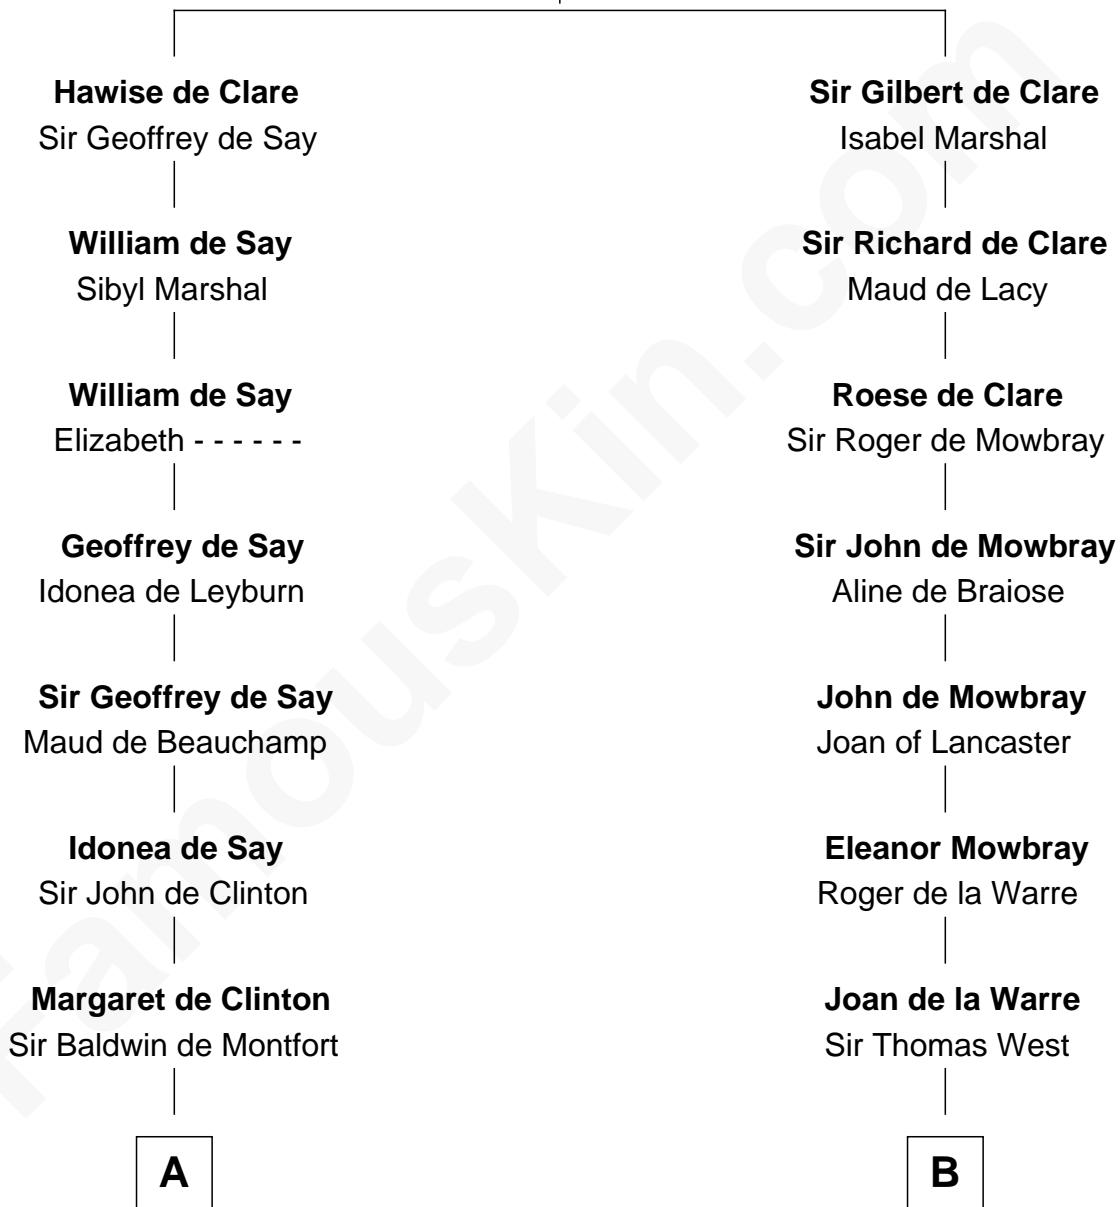 Hawise de Clare
Sir Geoffrey de Say
William de Say
Sibyl Marshal
William de Say
Elizabeth - - - - - -
Geoffrey de Say
Idonea de Leyburn
Sir Geoffrey de Say
Maud de Beauchamp
Idonea de Say
Sir John de Clinton
Margaret de Clinton
Sir Baldwin de Montfort
A
Sir Gilbert de Clare
Isabel Marshal
Sir Richard de Clare
Maud de Lacy
Roese de Clare
Sir Roger de Mowbray
Sir John de Mowbray
Aline de Braiose
John de Mowbray
Joan of Lancaster
Eleanor Mowbray
Roger de la Warre
Joan de la Warre
Sir Thomas West
B
FamousKin.com